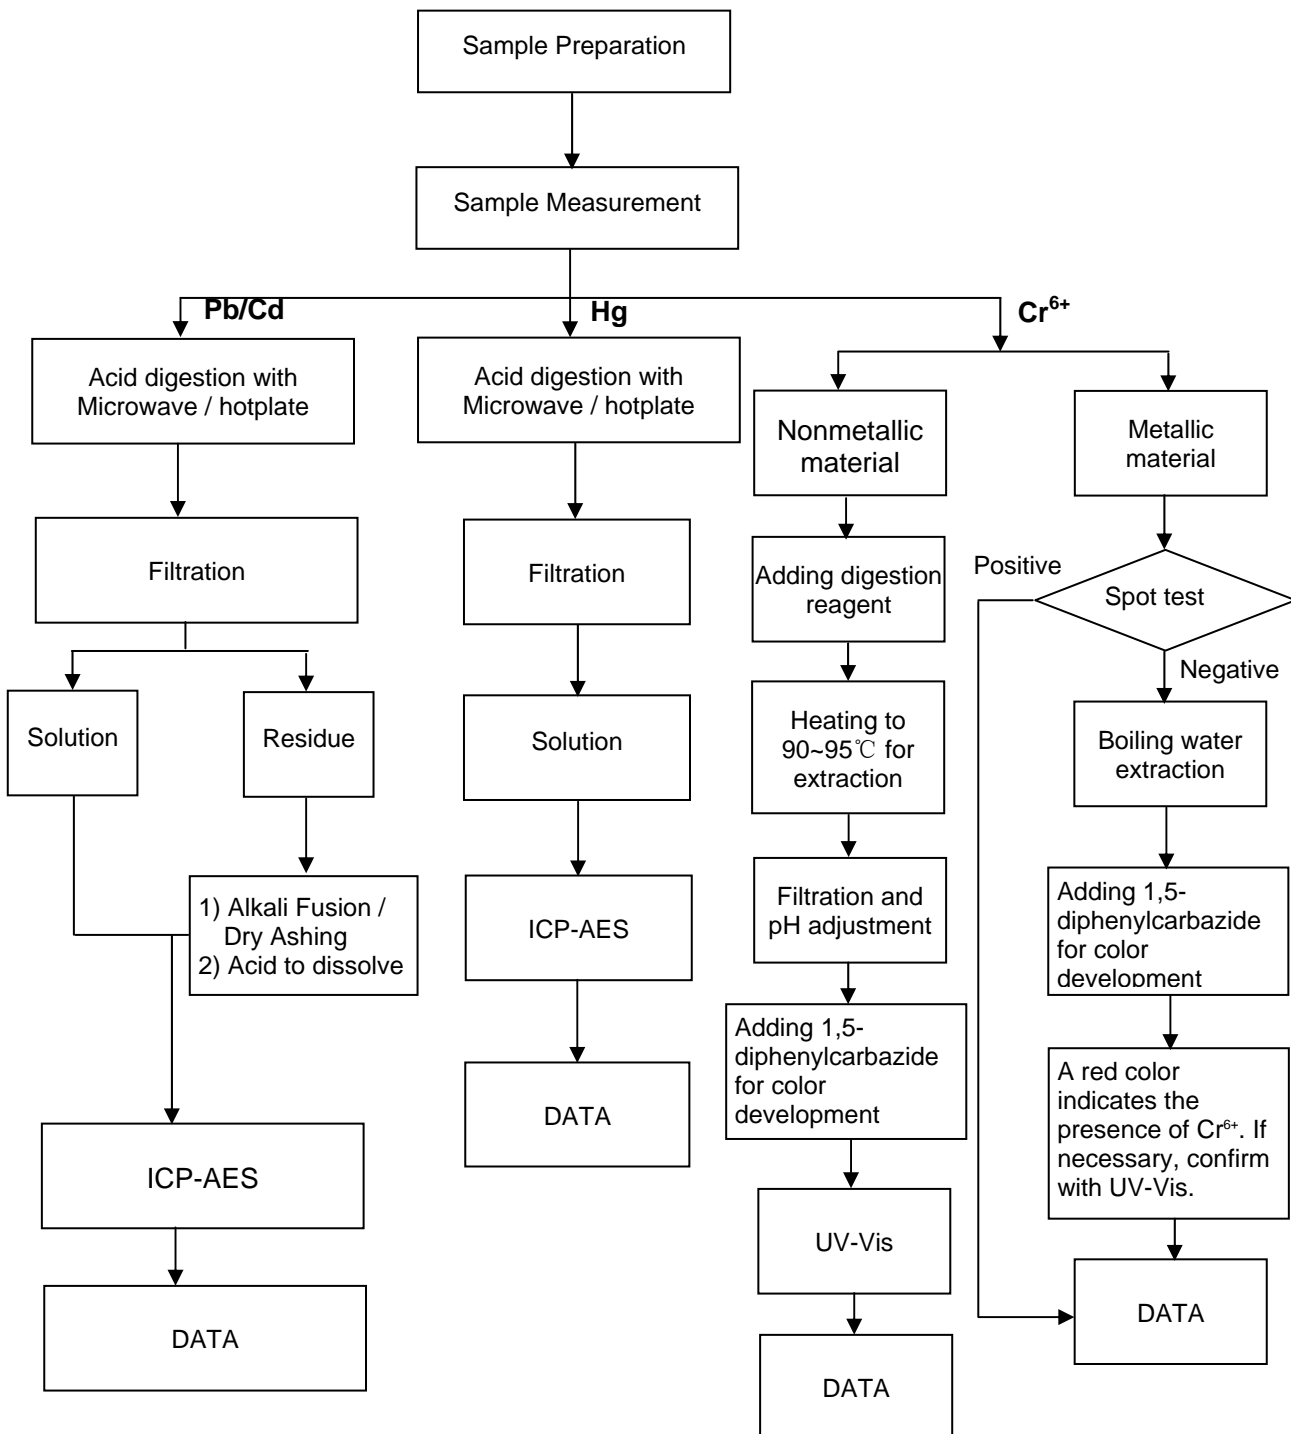 Sample Preparation
Sample Measurement
Pb/Cd
Hg
Cr⁶⁺
Acid digestion with
Microwave / hotplate
Filtration
Solution
Residue
1) Alkali Fusion /
Dry Ashing
2) Acid to dissolve
ICP-AES
DATA
Acid digestion with
Microwave / hotplate
Filtration
Solution
ICP-AES
DATA
Nonmetallic
material
Adding digestion
reagent
Heating to
90~95℃ for
extraction
Filtration and
pH adjustment
Adding 1,5-
diphenylcarbazide
for color
development
UV-Vis
DATA
Metallic
material
Positive
Spot test
Negative
Boiling water
extraction
Adding 1,5-
diphenylcarbazide
for color
development
A red color
indicates the
presence of Cr⁶⁺. If
necessary, confirm
with UV-Vis.
DATA